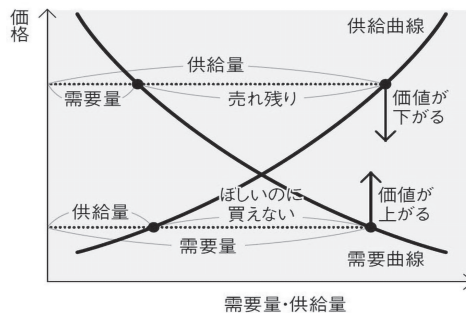 価格
供給曲線
供給量
需要量
売れ残り
価値が
下がる
ほしいのに
買えない
価値が
上がる
供給量
需要量
需要曲線
需要量・供給量